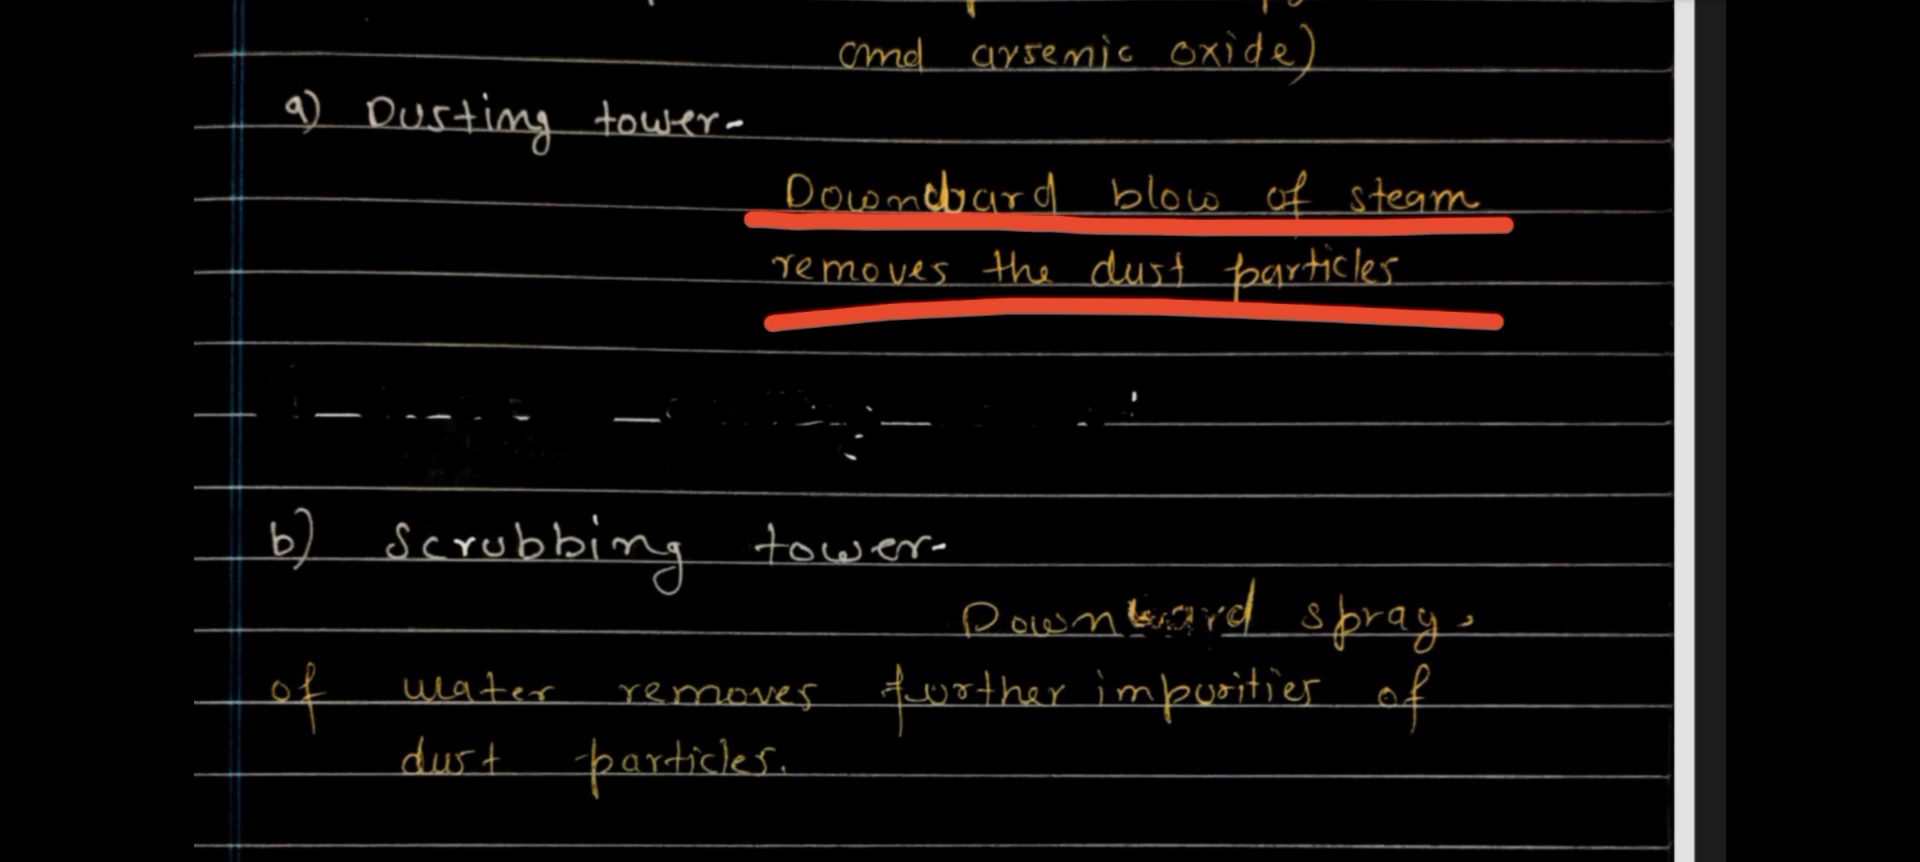 and arsenic oxide)
a) Dusting tower-
Downward blow of steam
removes the dust particles
b) Scrubbing tower-
Downward spray
of water removes further impurities of
dust particles.